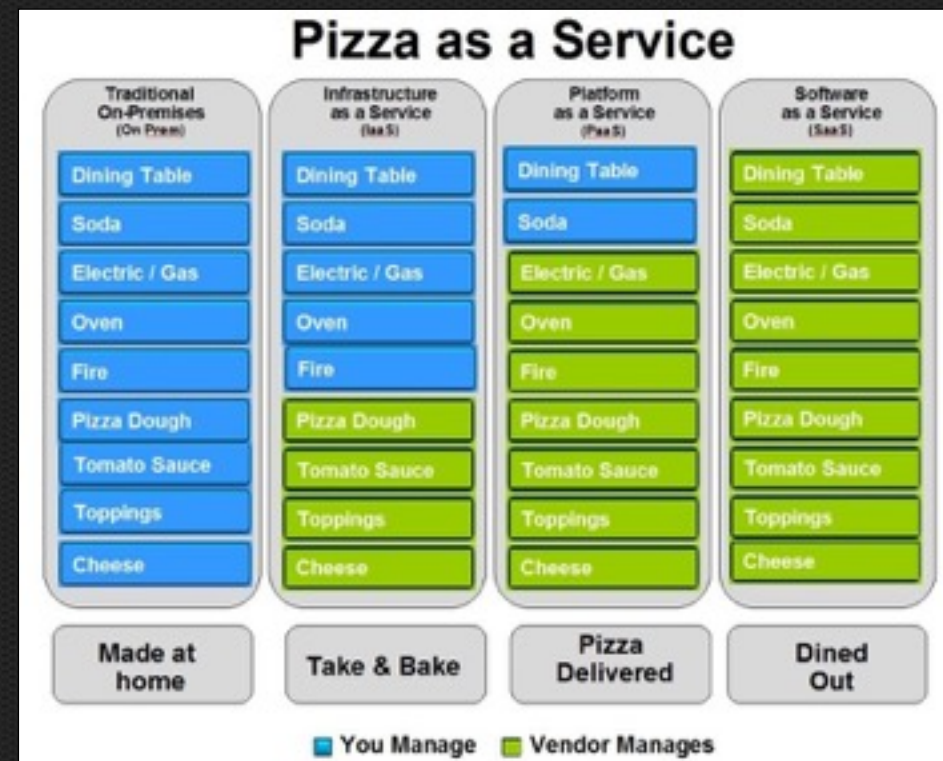 Pizza as a Service
Traditional
On-Premises
(On Prem)
Dining Table
Soda
Electric / Gas
Oven
Fire
Pizza Dough
Tomato Sauce
Toppings
Cheese
Made at
home
Infrastructure
as a Service
(IaaS)
Dining Table
Soda
Electric / Gas
Oven
Fire
Pizza Dough
Tomato Sauce
Toppings
Cheese
Take & Bake
Platform
as a Service
(PaaS)
Dining Table
Soda
Electric / Gas
Oven
Fire
Pizza Dough
Tomato Sauce
Toppings
Cheese
Pizza
Delivered
Software
as a Service
(SaaS)
Dining Table
Soda
Electric / Gas
Oven
Fire
Pizza Dough
Tomato Sauce
Toppings
Cheese
Dined
Out
You Manage
Vendor Manages